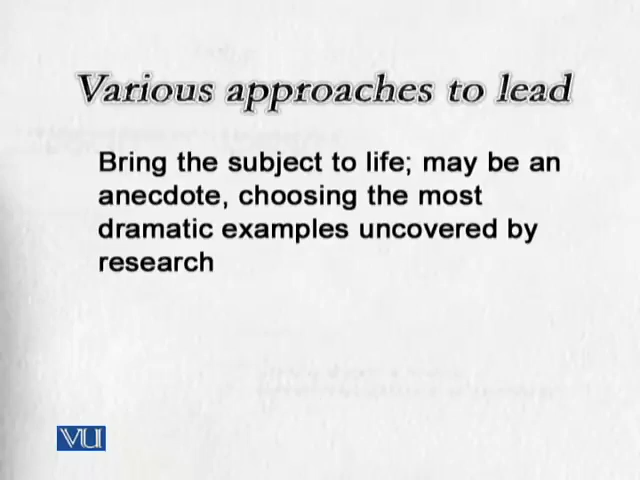 Various approaches to lead
Bring the subject to life; may be an
anecdote, choosing the most
dramatic examples uncovered by
research
VU